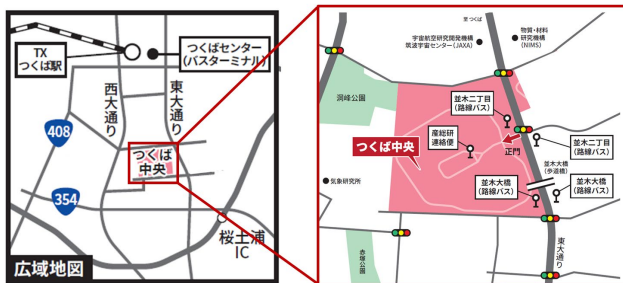 TX
つくば駅
つくばセンター
(バスターミナル)
西大通り
東大通り
408
つくば
中央
354
桜土浦
IC
広域地図
至 つくば
宇宙航空研究開発機構
筑波宇宙センター(JAXA)
物質・材料
研究機構
(NIMS)
洞峰公園
並木二丁目
(路線バス)
産総研
連絡便
並木二丁目
(路線バス)
正門
つくば中央
並木大橋
(歩道橋)
気象研究所
並木大橋
(路線バス)
並木大橋
(路線バス)
赤塚公園
東大通り